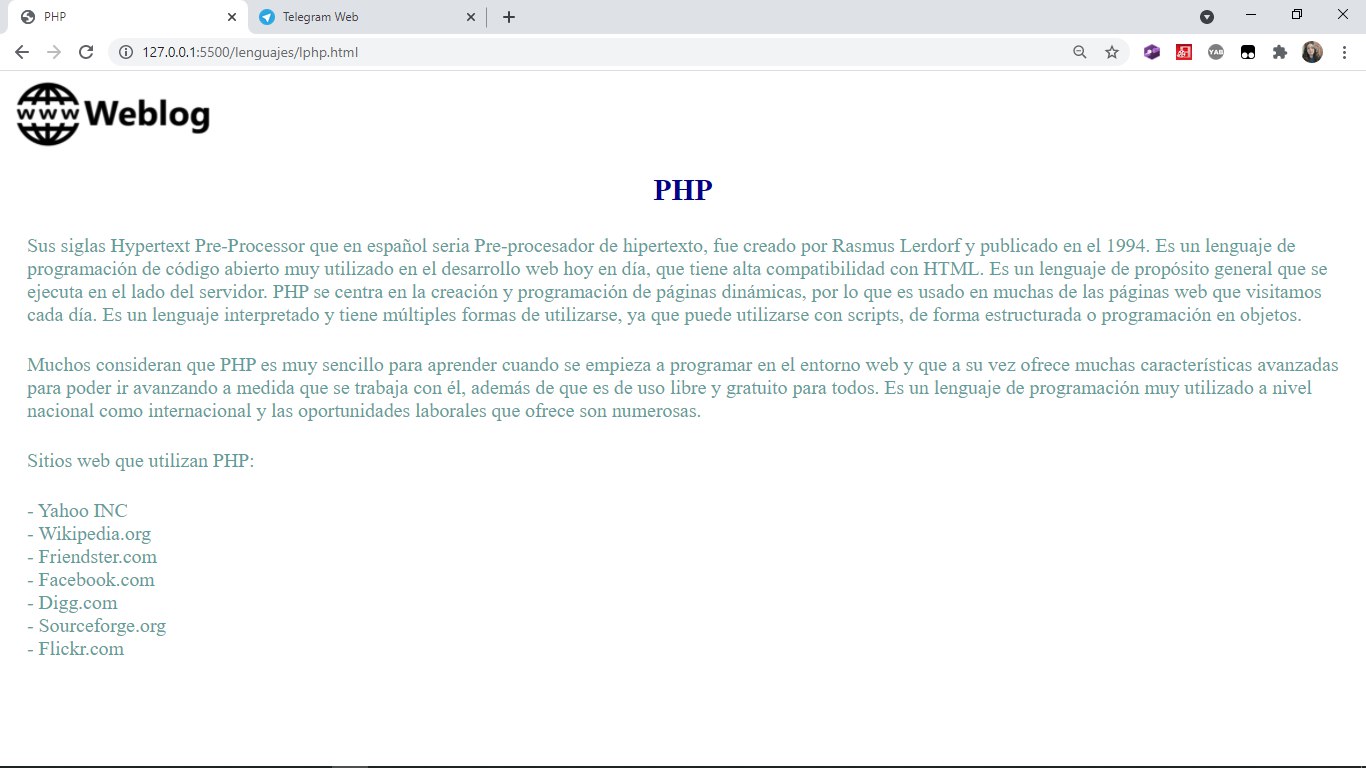 PHP
Telegram Web
127.0.0.1:5500/lenguajes/lphp.html
YAB
www Weblog
PHP
Sus siglas Hypertext Pre-Processor que en español seria Pre-procesador de hipertexto, fue creado por Rasmus Lerdorf y publicado en el 1994. Es un lenguaje de
programación de código abierto muy utilizado en el desarrollo web hoy en día, que tiene alta compatibilidad con HTML. Es un lenguaje de propósito general que se
ejecuta en el lado del servidor. PHP se centra en la creación y programación de páginas dinámicas, por lo que es usado en muchas de las páginas web que visitamos
cada día. Es un lenguaje interpretado y tiene múltiples formas de utilizarse, ya que puede utilizarse con scripts, de forma estructurada o programación en objetos.
Muchos consideran que PHP es muy sencillo para aprender cuando se empieza a programar en el entorno web y que a su vez ofrece muchas características avanzadas
para poder ir avanzando a medida que se trabaja con él, además de que es de uso libre y gratuito para todos. Es un lenguaje de programación muy utilizado a nivel
nacional como internacional y las oportunidades laborales que ofrece son numerosas.
Sitios web que utilizan PHP:
- Yahoo INC
- Wikipedia.org
- Friendster.com
- Facebook.com
- Digg.com
- Sourceforge.org
- Flickr.com